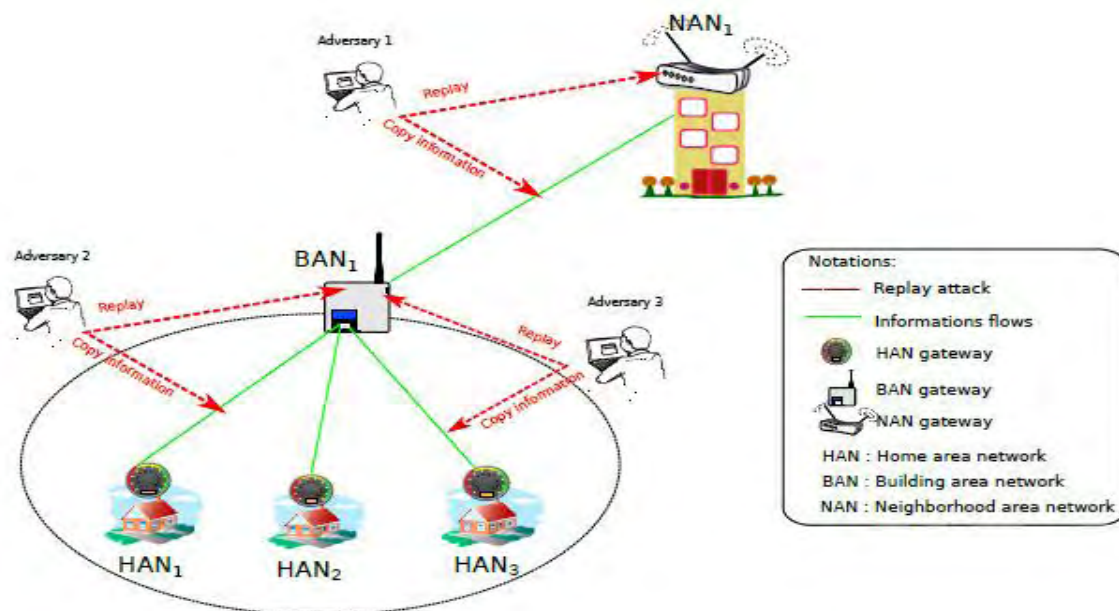 NAN₁
Adversary 1
Replay
Copy information
BAN₁
Adversary 2
Replay
Copy information
Adversary 3
Replay
Copy information
HAN₁
HAN₂
HAN₃
Notations:
Replay attack
Informations flows
HAN gateway
BAN gateway
NAN gateway
HAN : Home area network
BAN : Building area network
NAN : Neighborhood area network